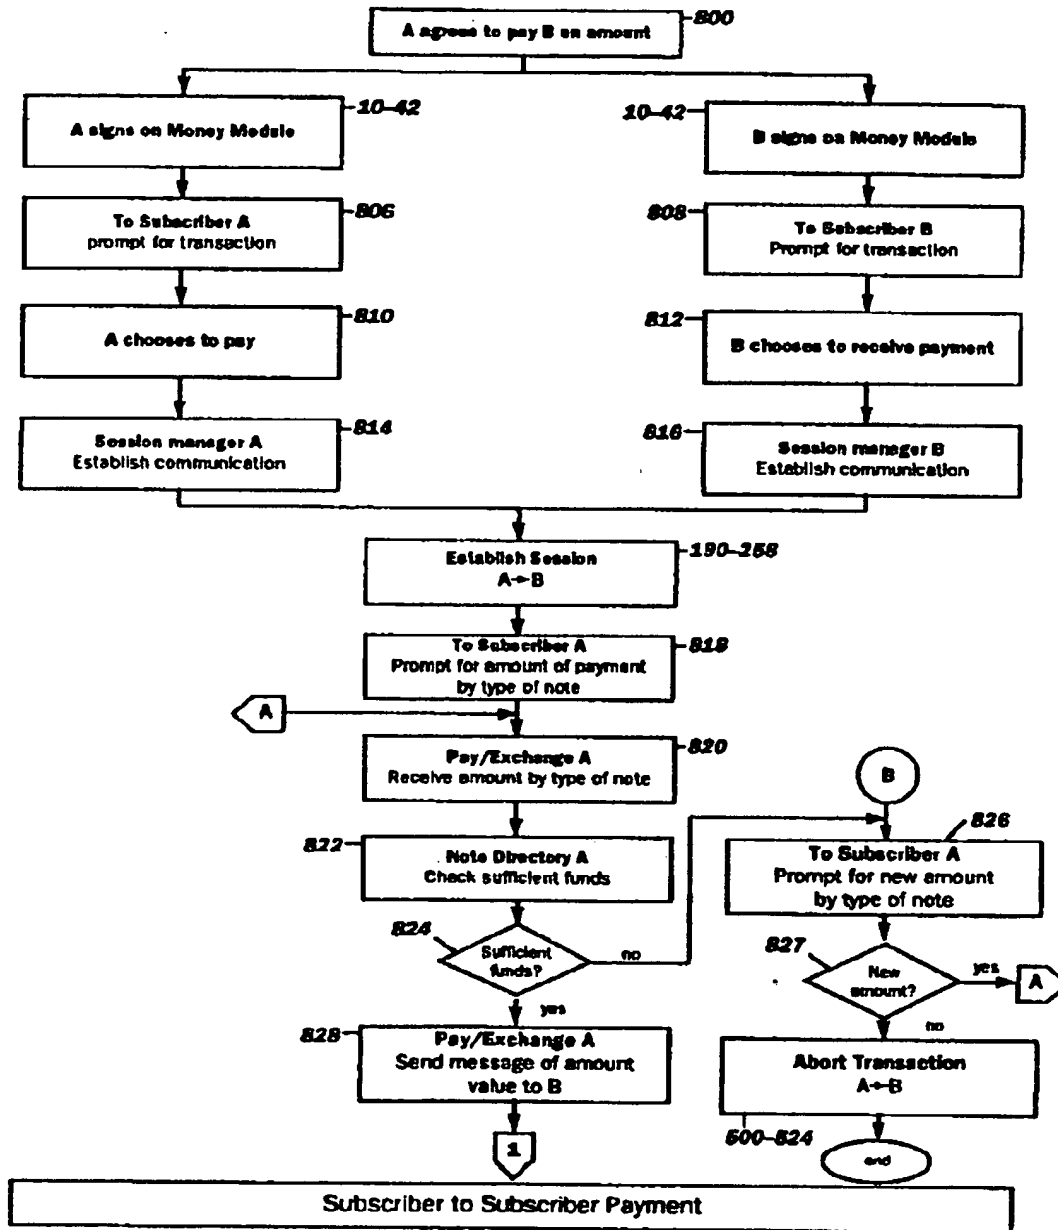 A agrees to pay B an amount
800
A signs on Money Module
10-42
10-42
B signs on Money Module
To Subscriber A
prompt for transaction
806
808
To Subscriber B
Prompt for transaction
A chooses to pay
810
812
B chooses to receive payment
Session manager A
Establish communication
814
816
Session manager B
Establish communication
Establish Session
A→B
190-258
To Subscriber A
Prompt for amount of payment
by type of note
818
A
Pay/Exchange A
Receive amount by type of note
820
B
822
Note Directory A
Check sufficient funds
826
To Subscriber A
Prompt for new amount
by type of note
824
Sufficient
funds?
no
yes
827
New
amount?
yes
A
no
828
Pay/Exchange A
Send message of amount
value to B
Abort Transaction
A→B
500-524
1
end
Subscriber to Subscriber Payment